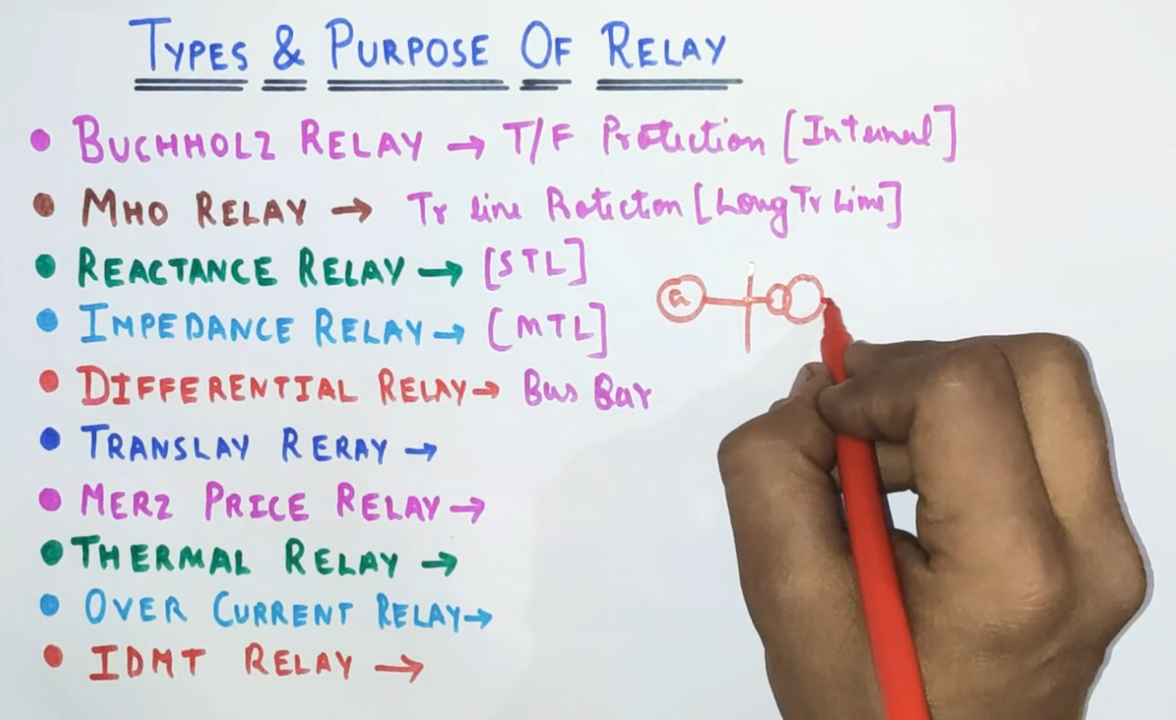 TYPES & PURPOSE OF RELAY
BUCHHOLZ RELAY → T/F Protection [Internal]
MHO RELAY → Tr line Protection [Long Tr Line]
REACTANCE RELAY → [STL]
G
IMPEDANCE RELAY → [MTL]
DIFFERENTIAL RELAY → Bus Bar
TRANSLAY RERAY →
MERZ PRICE RELAY →
THERMAL RELAY →
OVER CURRENT RELAY →
IDMT RELAY →